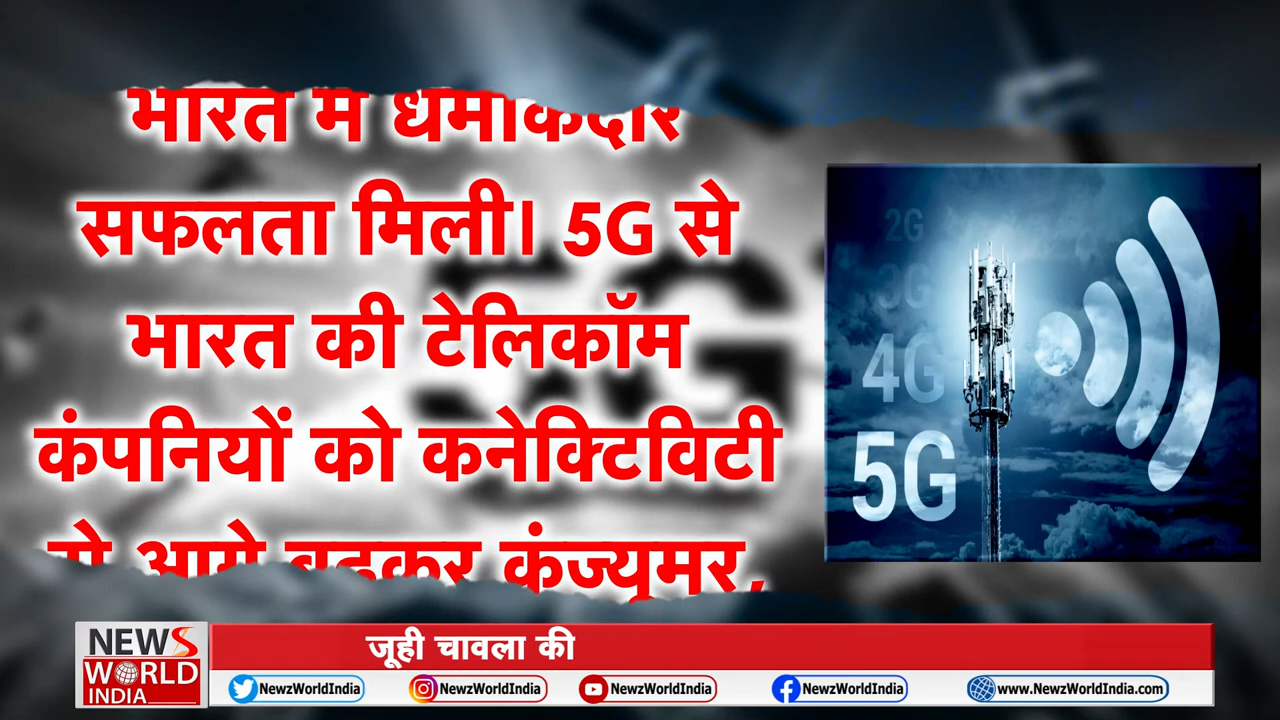 भारत में धमाकेदार
सफलता मिली। 5G से
भारत की टेलिकॉम
कंपनियों को कनेक्टिविटी
से आगे बढ़कर कंज्यूमर,
2G
3G
4G
5G
NEWS
WORLD
INDIA
जूही चावला की
NewzWorldIndia
NewzWorldIndia
NewzWorldIndia
NewzWorldIndia
www.NewzWorldIndia.com